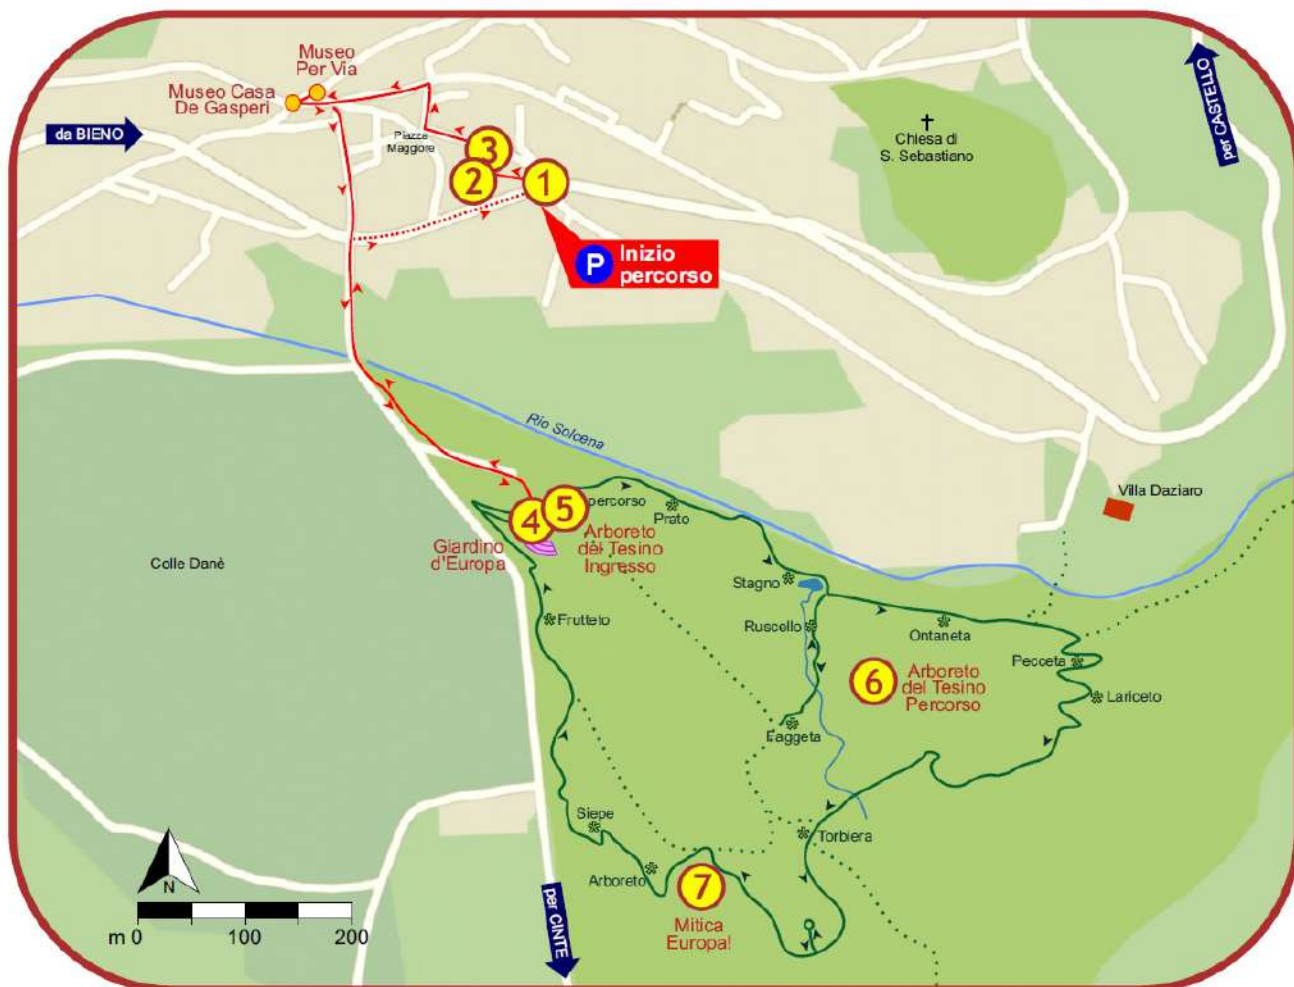 Museo
Per Via
Museo Casa
De Gasperi
da BIENO
Piazza
Maggiore
3
2
1
P
Inizio
percorso
Chiesa di
S. Sebastiano
per CASTELLO
Rio Solcena
Villa Daziaro
4
5
percorso
Prato
Giardino
d'Europa
Arboreto
del Tesino
Ingresso
Colle Danè
Stagno
Frutteto
Ruscello
Ontaneta
Pecceta
6
Arboreto
del Tesino
Percorso
Lariceto
Faggeta
Siepe
Torbiera
Arboreto
7
Mitica
Europa!
N
m 0 100 200
per CINTE